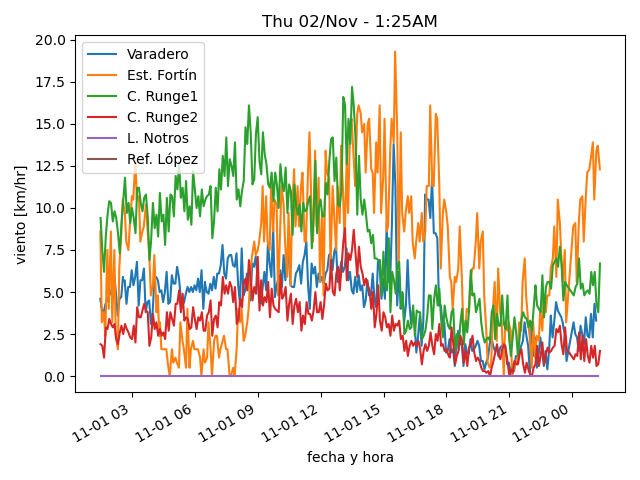 Thu 02/Nov - 1:25AM
viento [km/hr]
20.0
17.5
15.0
12.5
10.0
7.5
5.0
2.5
0.0
Varadero
Est. Fortín
C. Runge1
C. Runge2
L. Notros
Ref. López
11-01 03
11-01 06
11-01 09
11-01 12
11-01 15
11-01 18
11-01 21
11-02 00
fecha y hora